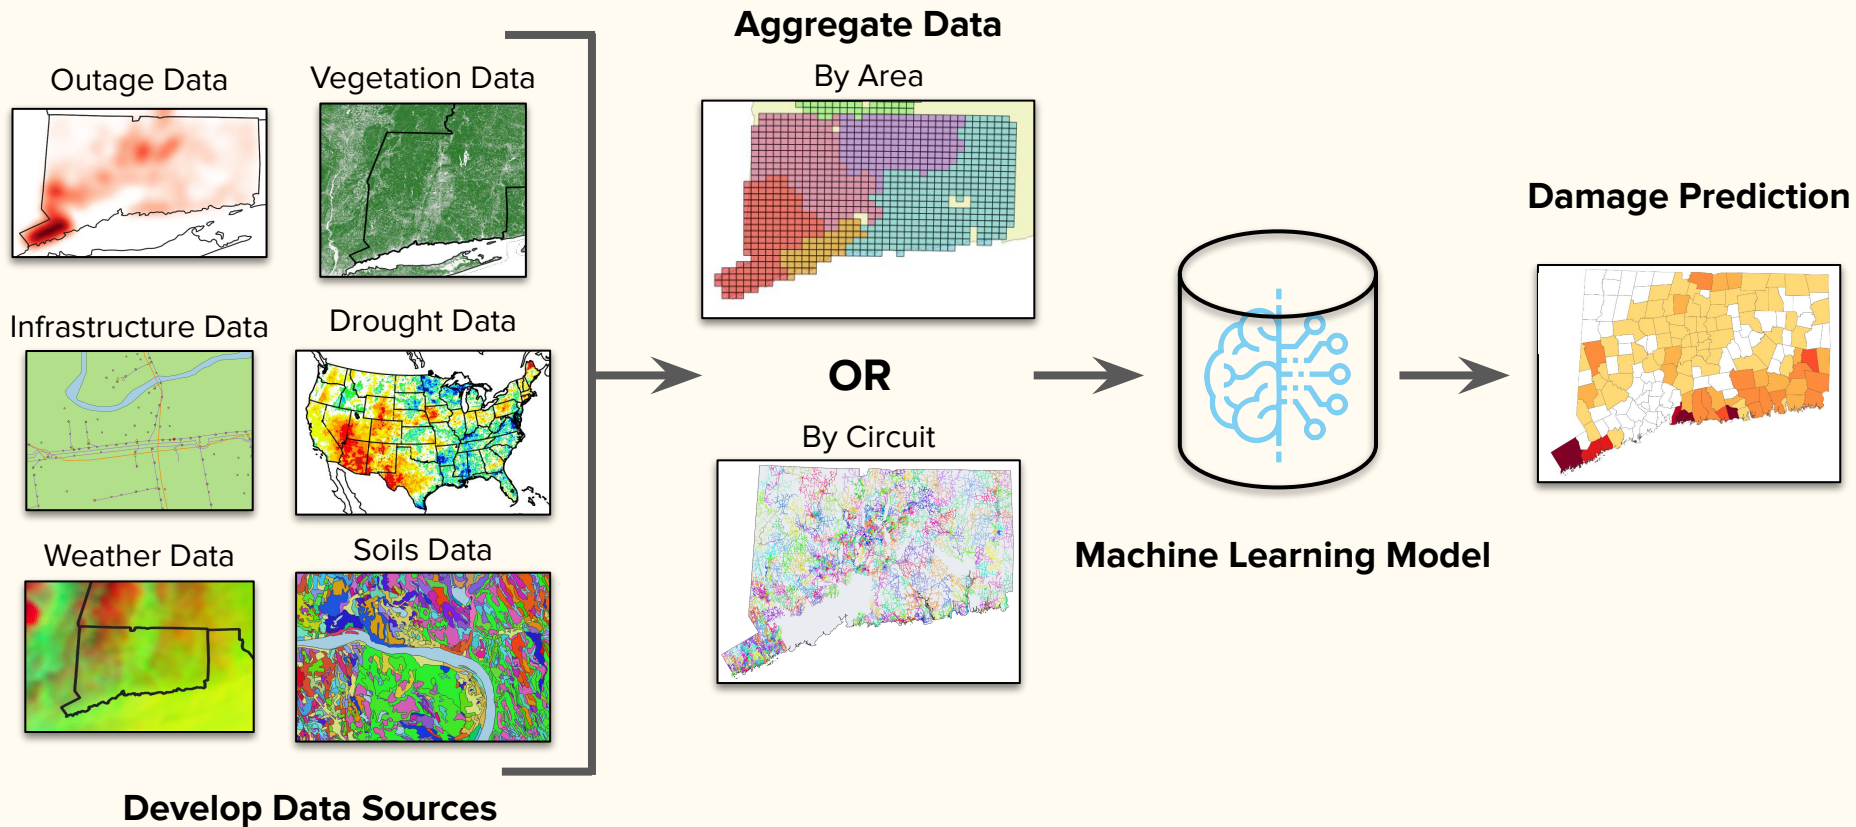 Outage Data
Vegetation Data
Infrastructure Data
Drought Data
Weather Data
Soils Data
Develop Data Sources
Aggregate Data
By Area
OR
By Circuit
Machine Learning Model
Damage Prediction